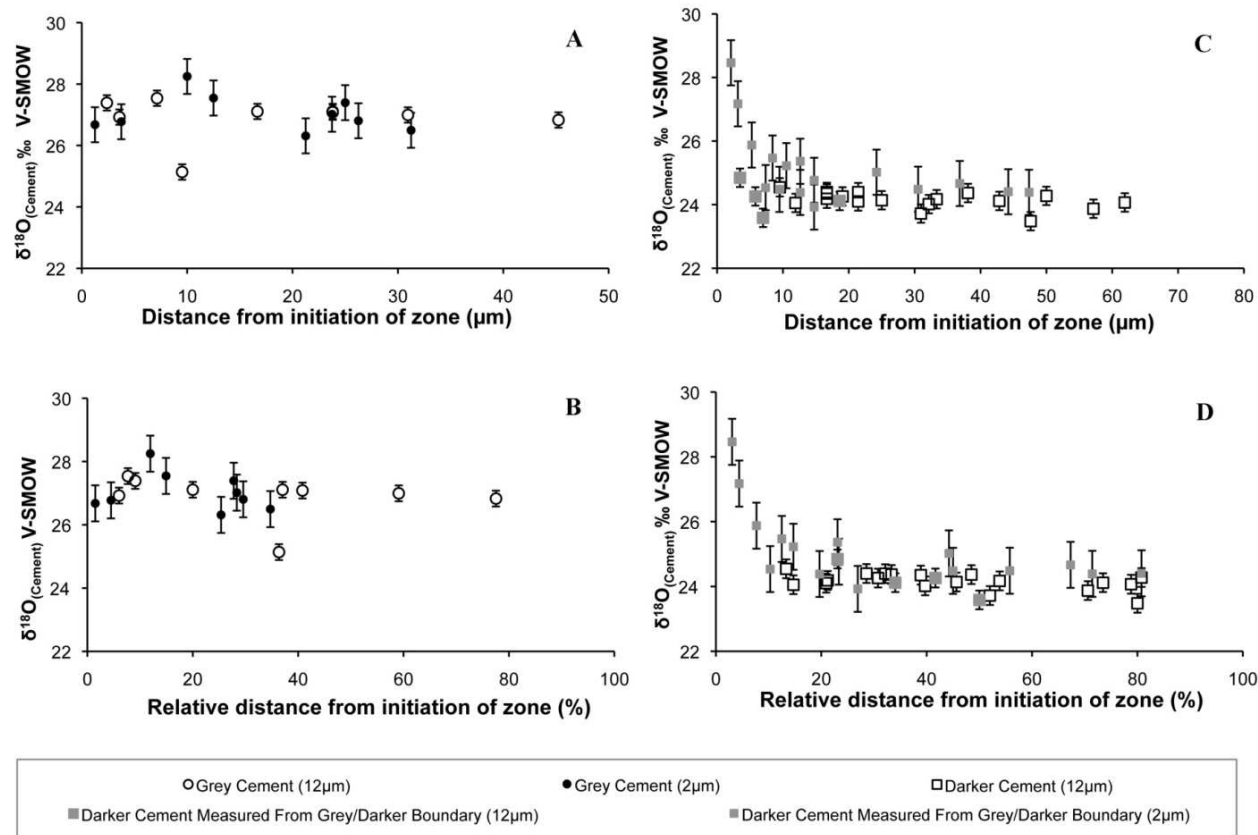 A
30
28
26
24
22
δ¹⁸O(Cement) ‰ V-SMOW
0 10 20 30 40 50
Distance from initiation of zone (µm)
C
30
28
26
24
22
δ¹⁸O(Cement) ‰ V-SMOW
0 10 20 30 40 50 60 70 80
Distance from initiation of zone (µm)
B
30
28
26
24
22
δ¹⁸O(Cement) ‰ V-SMOW
0 20 40 60 80 100
Relative distance from initiation of zone (%)
D
30
28
26
24
22
δ¹⁸O(Cement) ‰ V-SMOW
0 20 40 60 80 100
Relative distance from initiation of zone (%)
Grey Cement (12µm) Grey Cement (2µm) Darker Cement (12µm)
Darker Cement Measured From Grey/Darker Boundary (12µm) Darker Cement Measured From Grey/Darker Boundary (2µm)